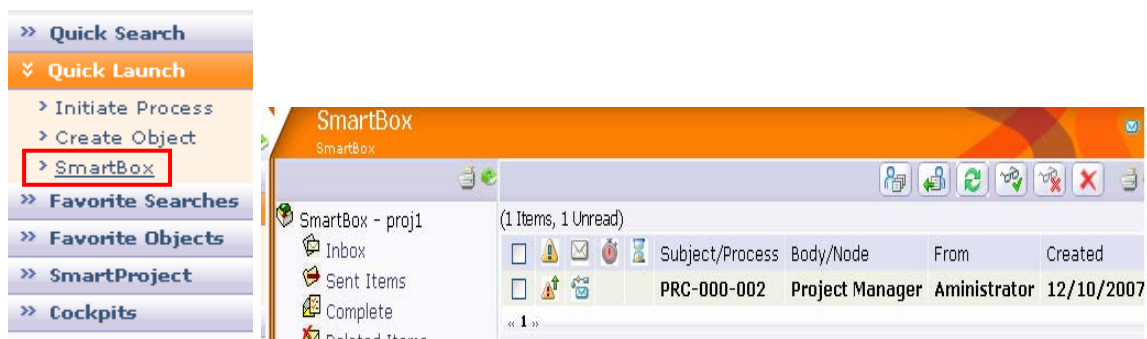 » Quick Search
Quick Launch
> Initiate Process
> Create Object
> SmartBox
» Favorite Searches
» Favorite Objects
» SmartProject
» Cockpits
SmartBox
SmartBox
SmartBox - proj1
Inbox
Sent Items
Complete
Deleted Items
(1 Items, 1 Unread)
Subject/Process Body/Node From Created
PRC-000-002 Project Manager Aministrator 12/10/2007
« 1 »